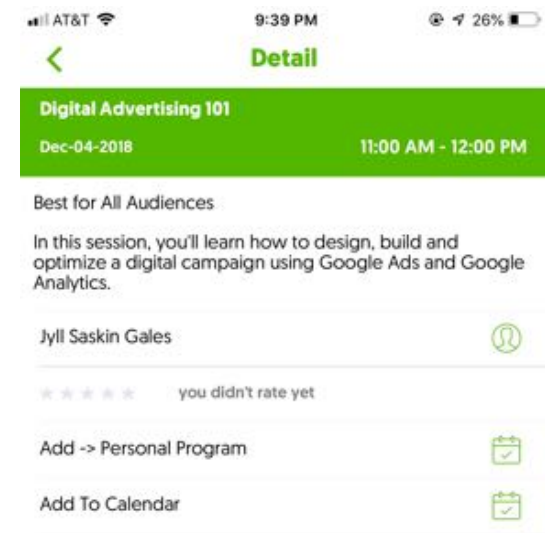 AT&T 9:39 PM 26%
Detail
Digital Advertising 101
Dec-04-2018 11:00 AM - 12:00 PM
Best for All Audiences
In this session, you'll learn how to design, build and
optimize a digital campaign using Google Ads and Google
Analytics.
Jyll Saskin Gales
you didn't rate yet
Add -> Personal Program
Add To Calendar